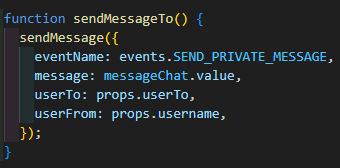 function sendMessageTo() {
  sendMessage({
    eventName: events.SEND_PRIVATE_MESSAGE,
    message: messageChat.value,
    userTo: props.userTo,
    userFrom: props.username,
  });
}